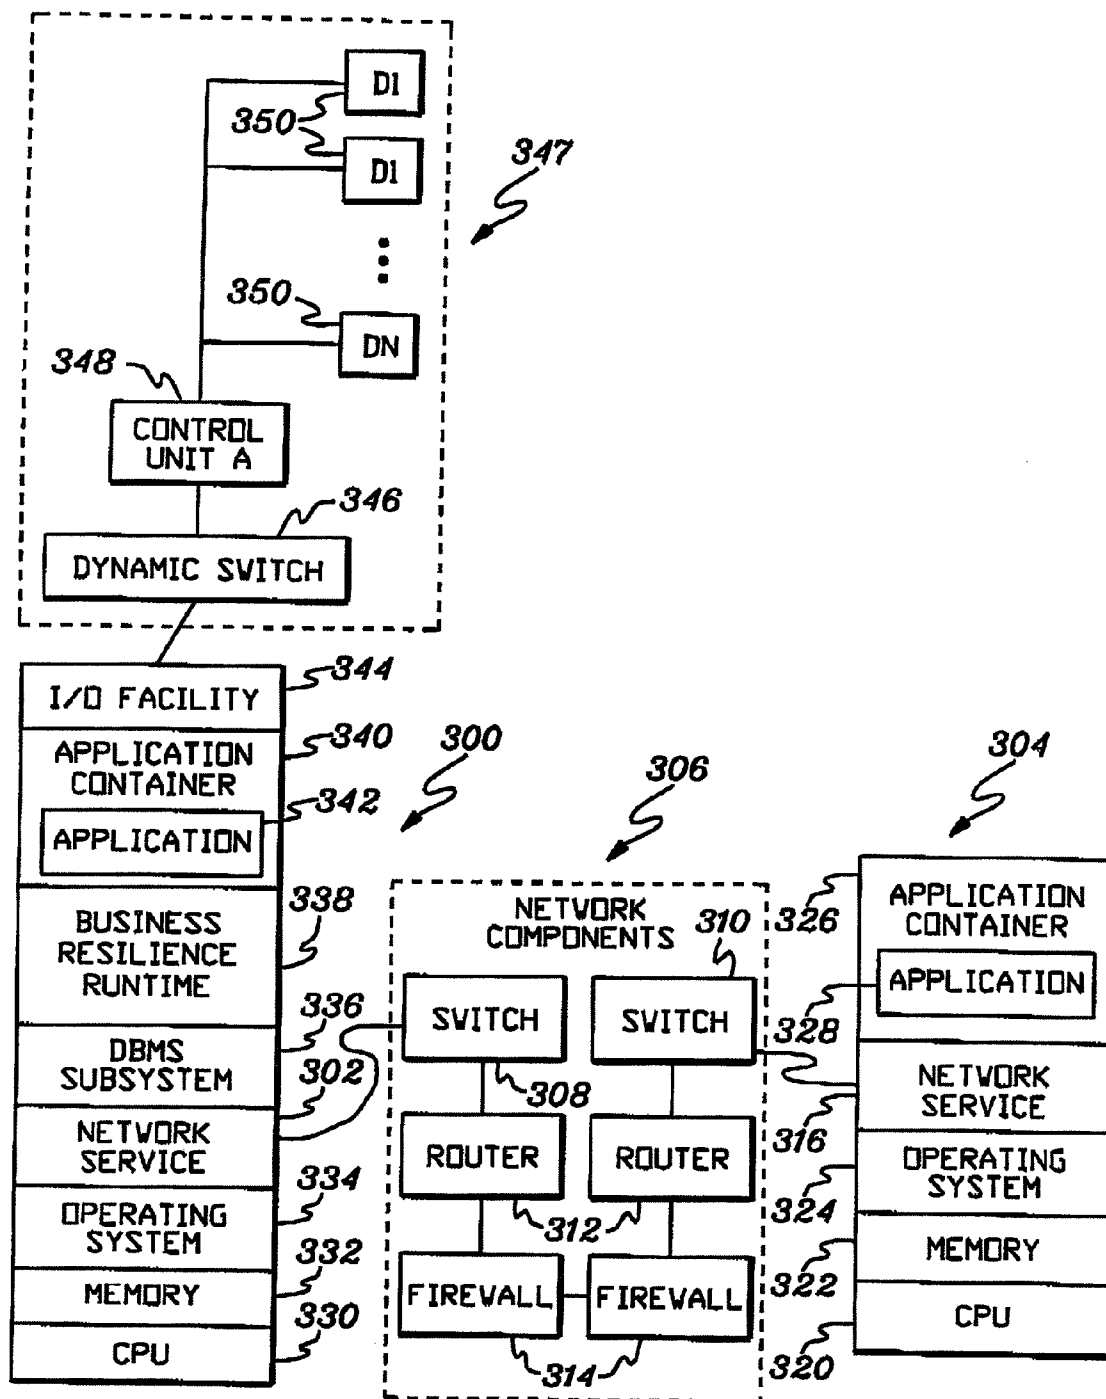 D1
350
D1
347
350
DN
348
CONTROL
UNIT A
346
DYNAMIC SWITCH
I/O FACILITY
344
APPLICATION
CONTAINER
340
342
APPLICATION
300
306
304
BUSINESS
RESILIENCE
RUNTIME
338
DBMS
SUBSYSTEM
336
302
NETWORK
SERVICE
OPERATING
SYSTEM
334
MEMORY
332
CPU
330
NETWORK
COMPONENTS
310
SWITCH
SWITCH
308
ROUTER
ROUTER
312
FIREWALL
FIREWALL
314
326
APPLICATION
CONTAINER
APPLICATION
328
NETWORK
SERVICE
316
OPERATING
SYSTEM
324
MEMORY
322
CPU
320